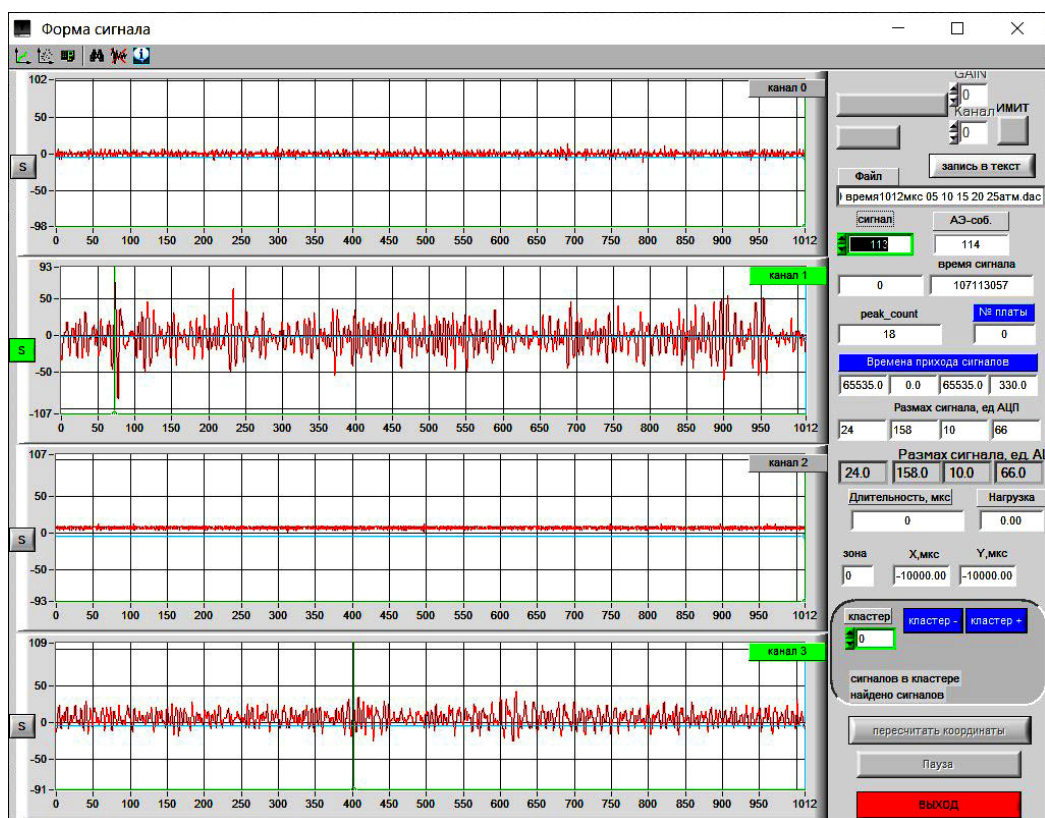 Форма сигнала
102
50
0
-50
-98
канал 0
S
0 50 100 150 200 250 300 350 400 450 500 550 600 650 700 750 800 850 900 950 1012
93
50
0
-50
-107
канал 1
S
0 50 100 150 200 250 300 350 400 450 500 550 600 650 700 750 800 850 900 950 1012
107
50
0
-50
-93
канал 2
S
0 50 100 150 200 250 300 350 400 450 500 550 600 650 700 750 800 850 900 950 1012
109
50
0
-50
-91
канал 3
S
0 50 100 150 200 250 300 350 400 450 500 550 600 650 700 750 800 850 900 950 1012
GAIN
0
Канал ИМИТ
0
запись в текст
Файл
) время1012мкс 05 10 15 20 25атм.dac
сигнал АЭ-соб.
113 114
время сигнала
0 107113057
peak_count № платы
18 0
Времена прихода сигналов
65535.0 0.0 65535.0 330.0
Размах сигнала, ед АЦП
24 158 10 66
Размах сигнала, ед. АЦ
24.0 158.0 10.0 66.0
Длительность, мкс Нагрузка
0 0.00
зона X,мкс Y,мкс
0 -10000.00 -10000.00
кластер кластер - кластер +
0
сигналов в кластере
найдено сигналов
пересчитать координаты
Пауза
ВЫХОД